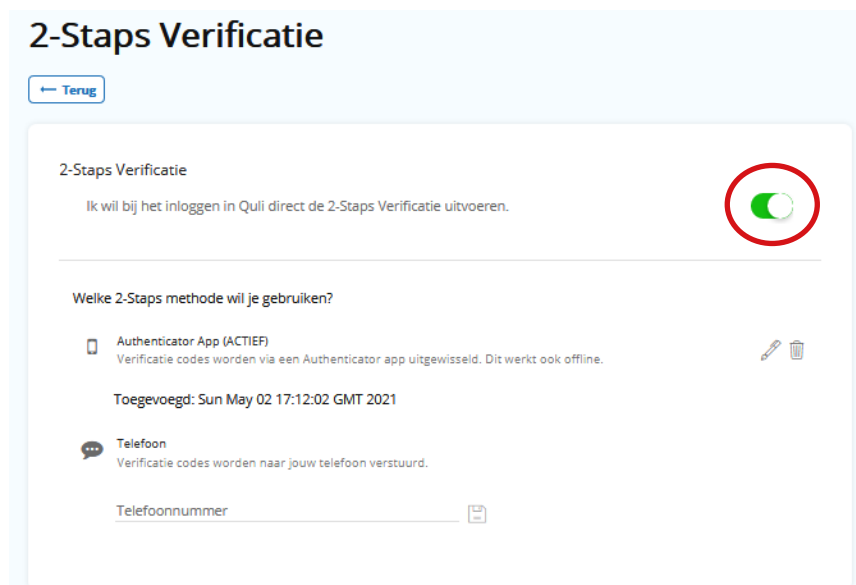 2-Staps Verificatie
← Terug
2-Staps Verificatie
Ik wil bij het inloggen in Quli direct de 2-Staps Verificatie uitvoeren.
Welke 2-Staps methode wil je gebruiken?
Authenticator App (ACTIEF)
Verificatie codes worden via een Authenticator app uitgewisseld. Dit werkt ook offline.
Toegevoegd: Sun May 02 17:12:02 GMT 2021
Telefoon
Verificatie codes worden naar jouw telefoon verstuurd.
Telefoonnummer